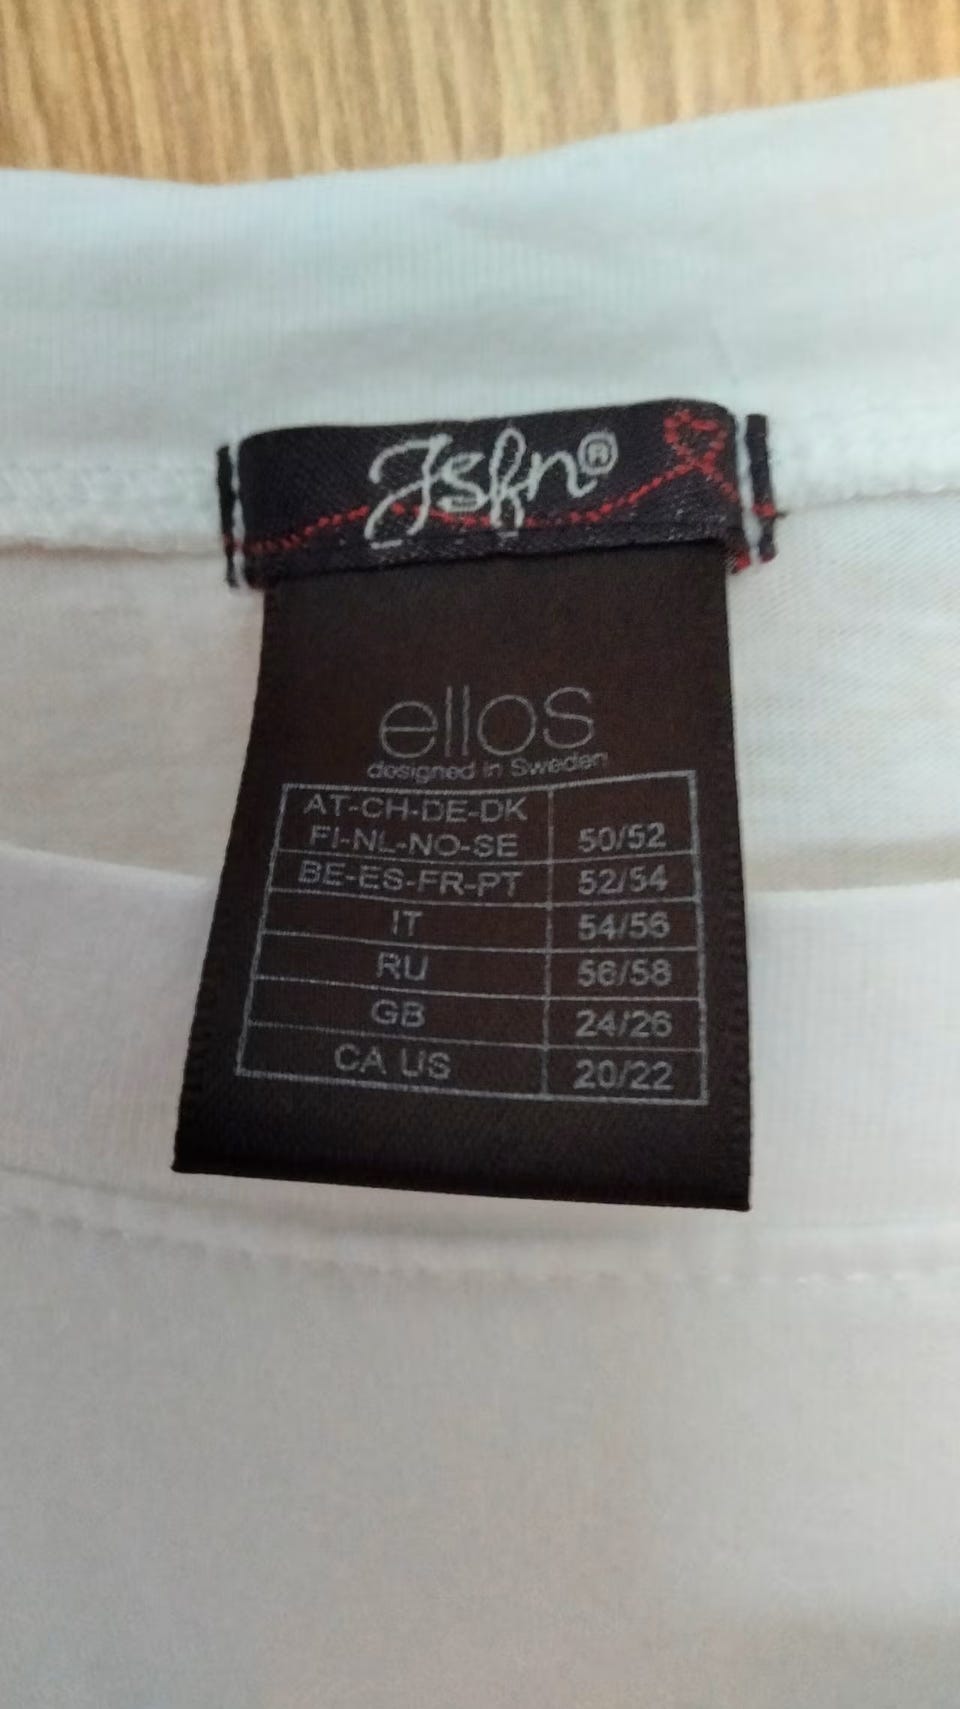 Jsfn®
ellos
designed in Sweden
AT-CH-DE-DK
FI-NL-NO-SE 50/52
BE-ES-FR-PT 52/54
IT 54/56
RU 56/58
GB 24/26
CA US 20/22